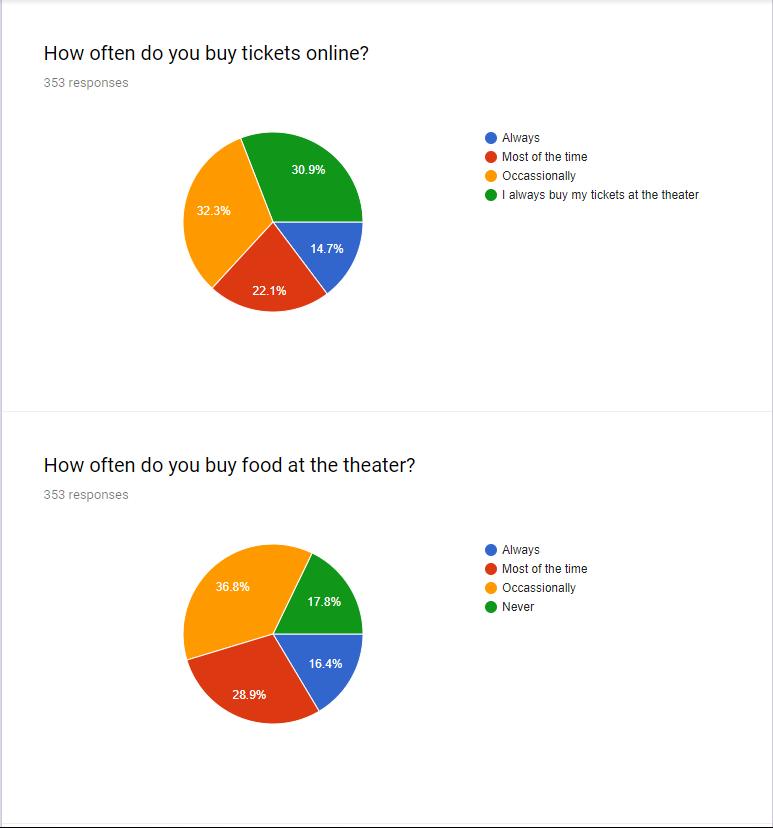 How often do you buy tickets online?
353 responses
Always
Most of the time
Occassionally
I always buy my tickets at the theater
30.9%
32.3%
14.7%
22.1%
How often do you buy food at the theater?
353 responses
Always
Most of the time
Occassionally
Never
36.8%
17.8%
16.4%
28.9%